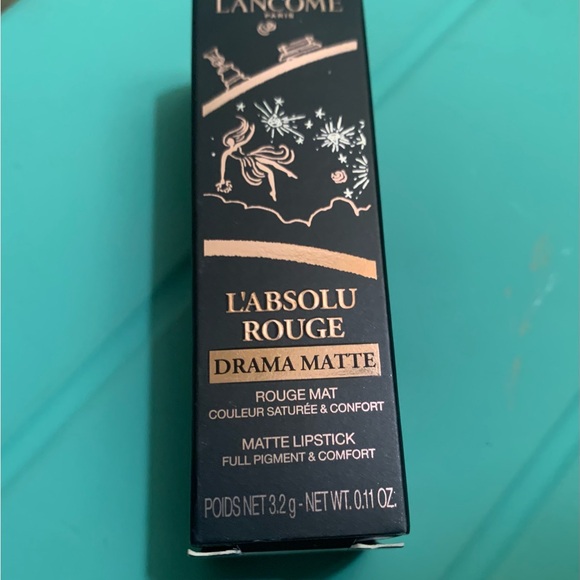 LANCÔME
PARIS
L'ABSOLU
ROUGE
DRAMA MATTE
ROUGE MAT
COULEUR SATURÉE & CONFORT
MATTE LIPSTICK
FULL PIGMENT & COMFORT
POIDS NET 3.2 g - NET WT. 0.11 OZ.